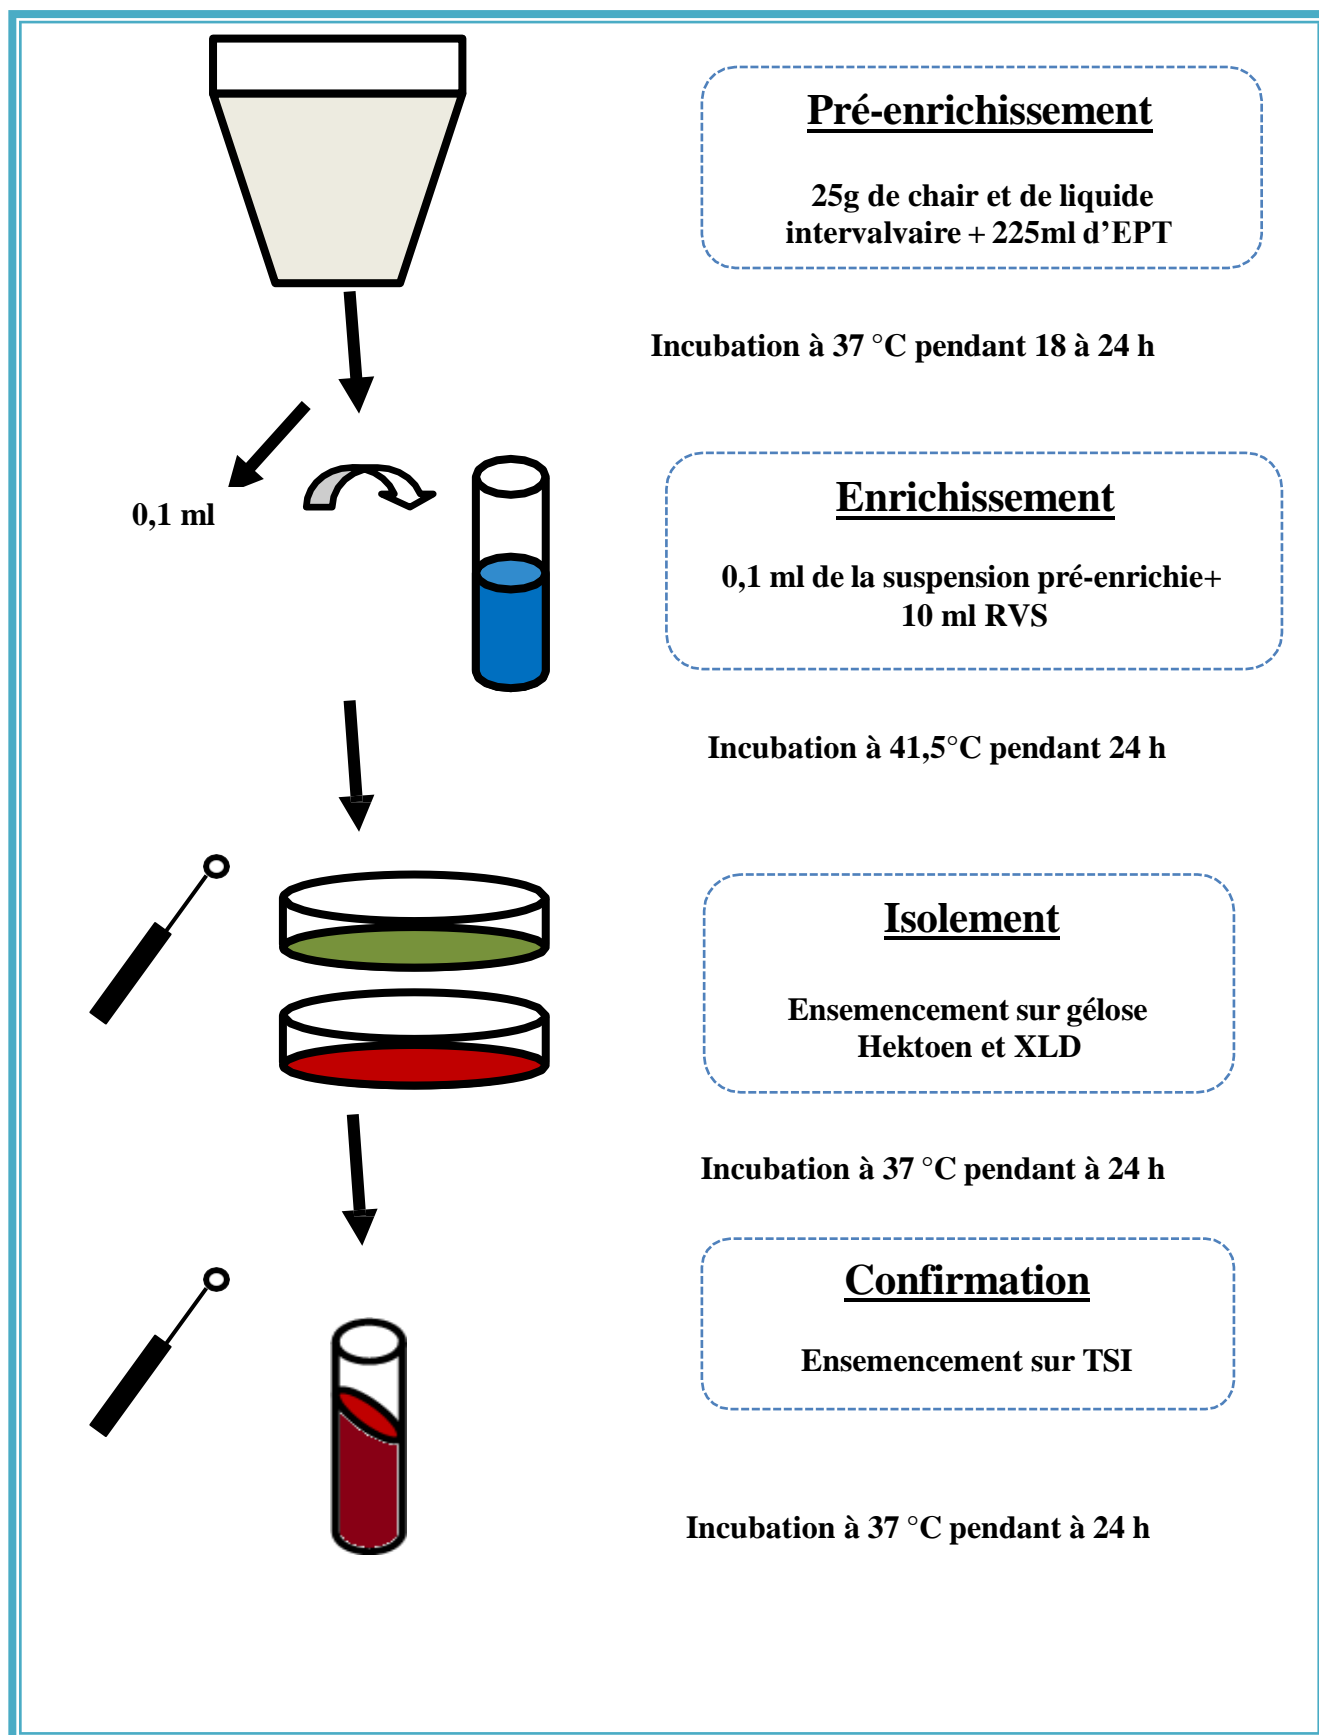 Pré-enrichissement
25g de chair et de liquide
intervalvaire + 225ml d’EPT
Incubation à 37 °C pendant 18 à 24 h
0,1 ml
Enrichissement
0,1 ml de la suspension pré-enrichie+
10 ml RVS
Incubation à 41,5°C pendant 24 h
Isolement
Ensemencement sur gélose
Hektoen et XLD
Incubation à 37 °C pendant à 24 h
Confirmation
Ensemencement sur TSI
Incubation à 37 °C pendant à 24 h